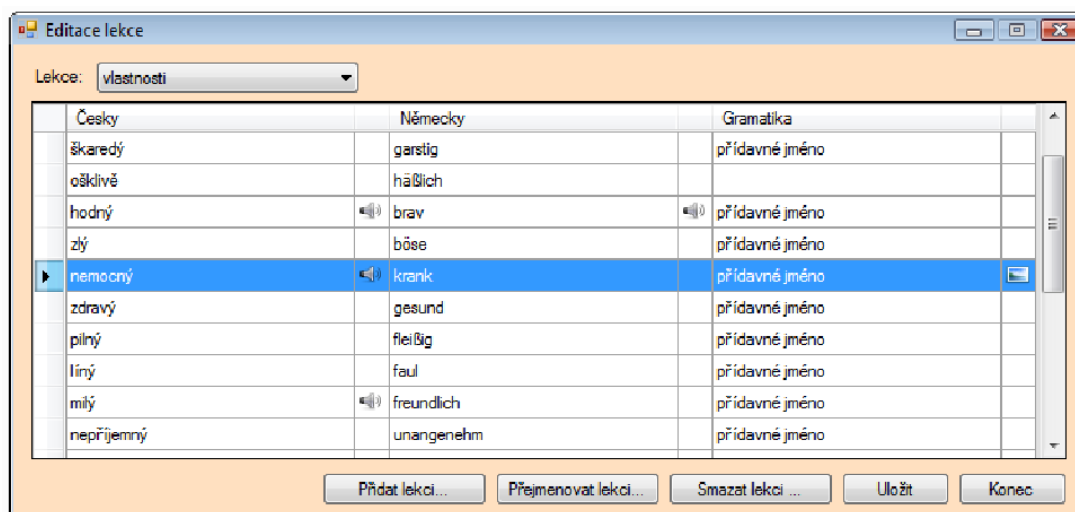 Editace lekce
Lekce: vlastnosti
Česky Německy Gramatika
škaredý garstig přídavné jméno
ošklivě häßlich
hodný brav přídavné jméno
zlý böse přídavné jméno
nemocný krank přídavné jméno
zdravý gesund přídavné jméno
pilný fleißig přídavné jméno
líný faul přídavné jméno
milý freundlich přídavné jméno
nepříjemný unangenehm přídavné jméno
Přidat lekci... Přejmenovat lekci... Smazat lekci ... Uložit Konec